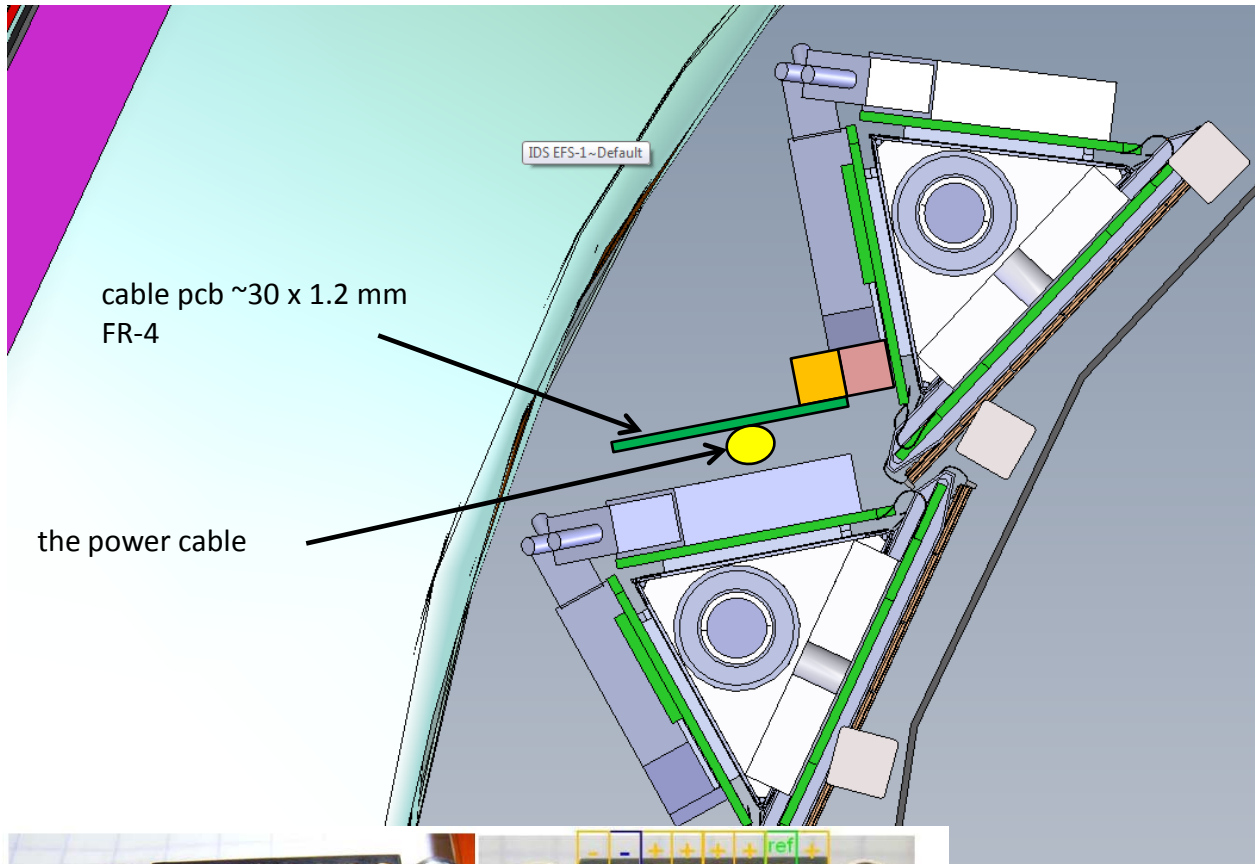 IDS EFS-1~Default
cable pcb ~30 x 1.2 mm
FR-4
the power cable
- - + + + + ref +